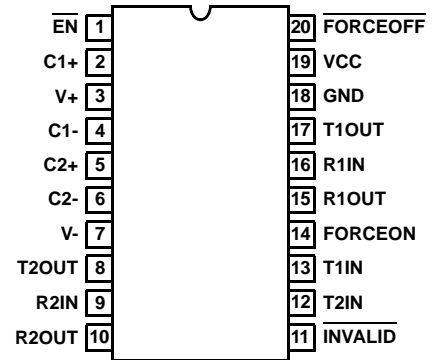 EN 1 20 FORCEOFF
C1+ 2 19 VCC
V+ 3 18 GND
C1- 4 17 T1OUT
C2+ 5 16 R1IN
C2- 6 15 R1OUT
V- 7 14 FORCEON
T2OUT 8 13 T1IN
R2IN 9 12 T2IN
R2OUT 10 11 INVALID